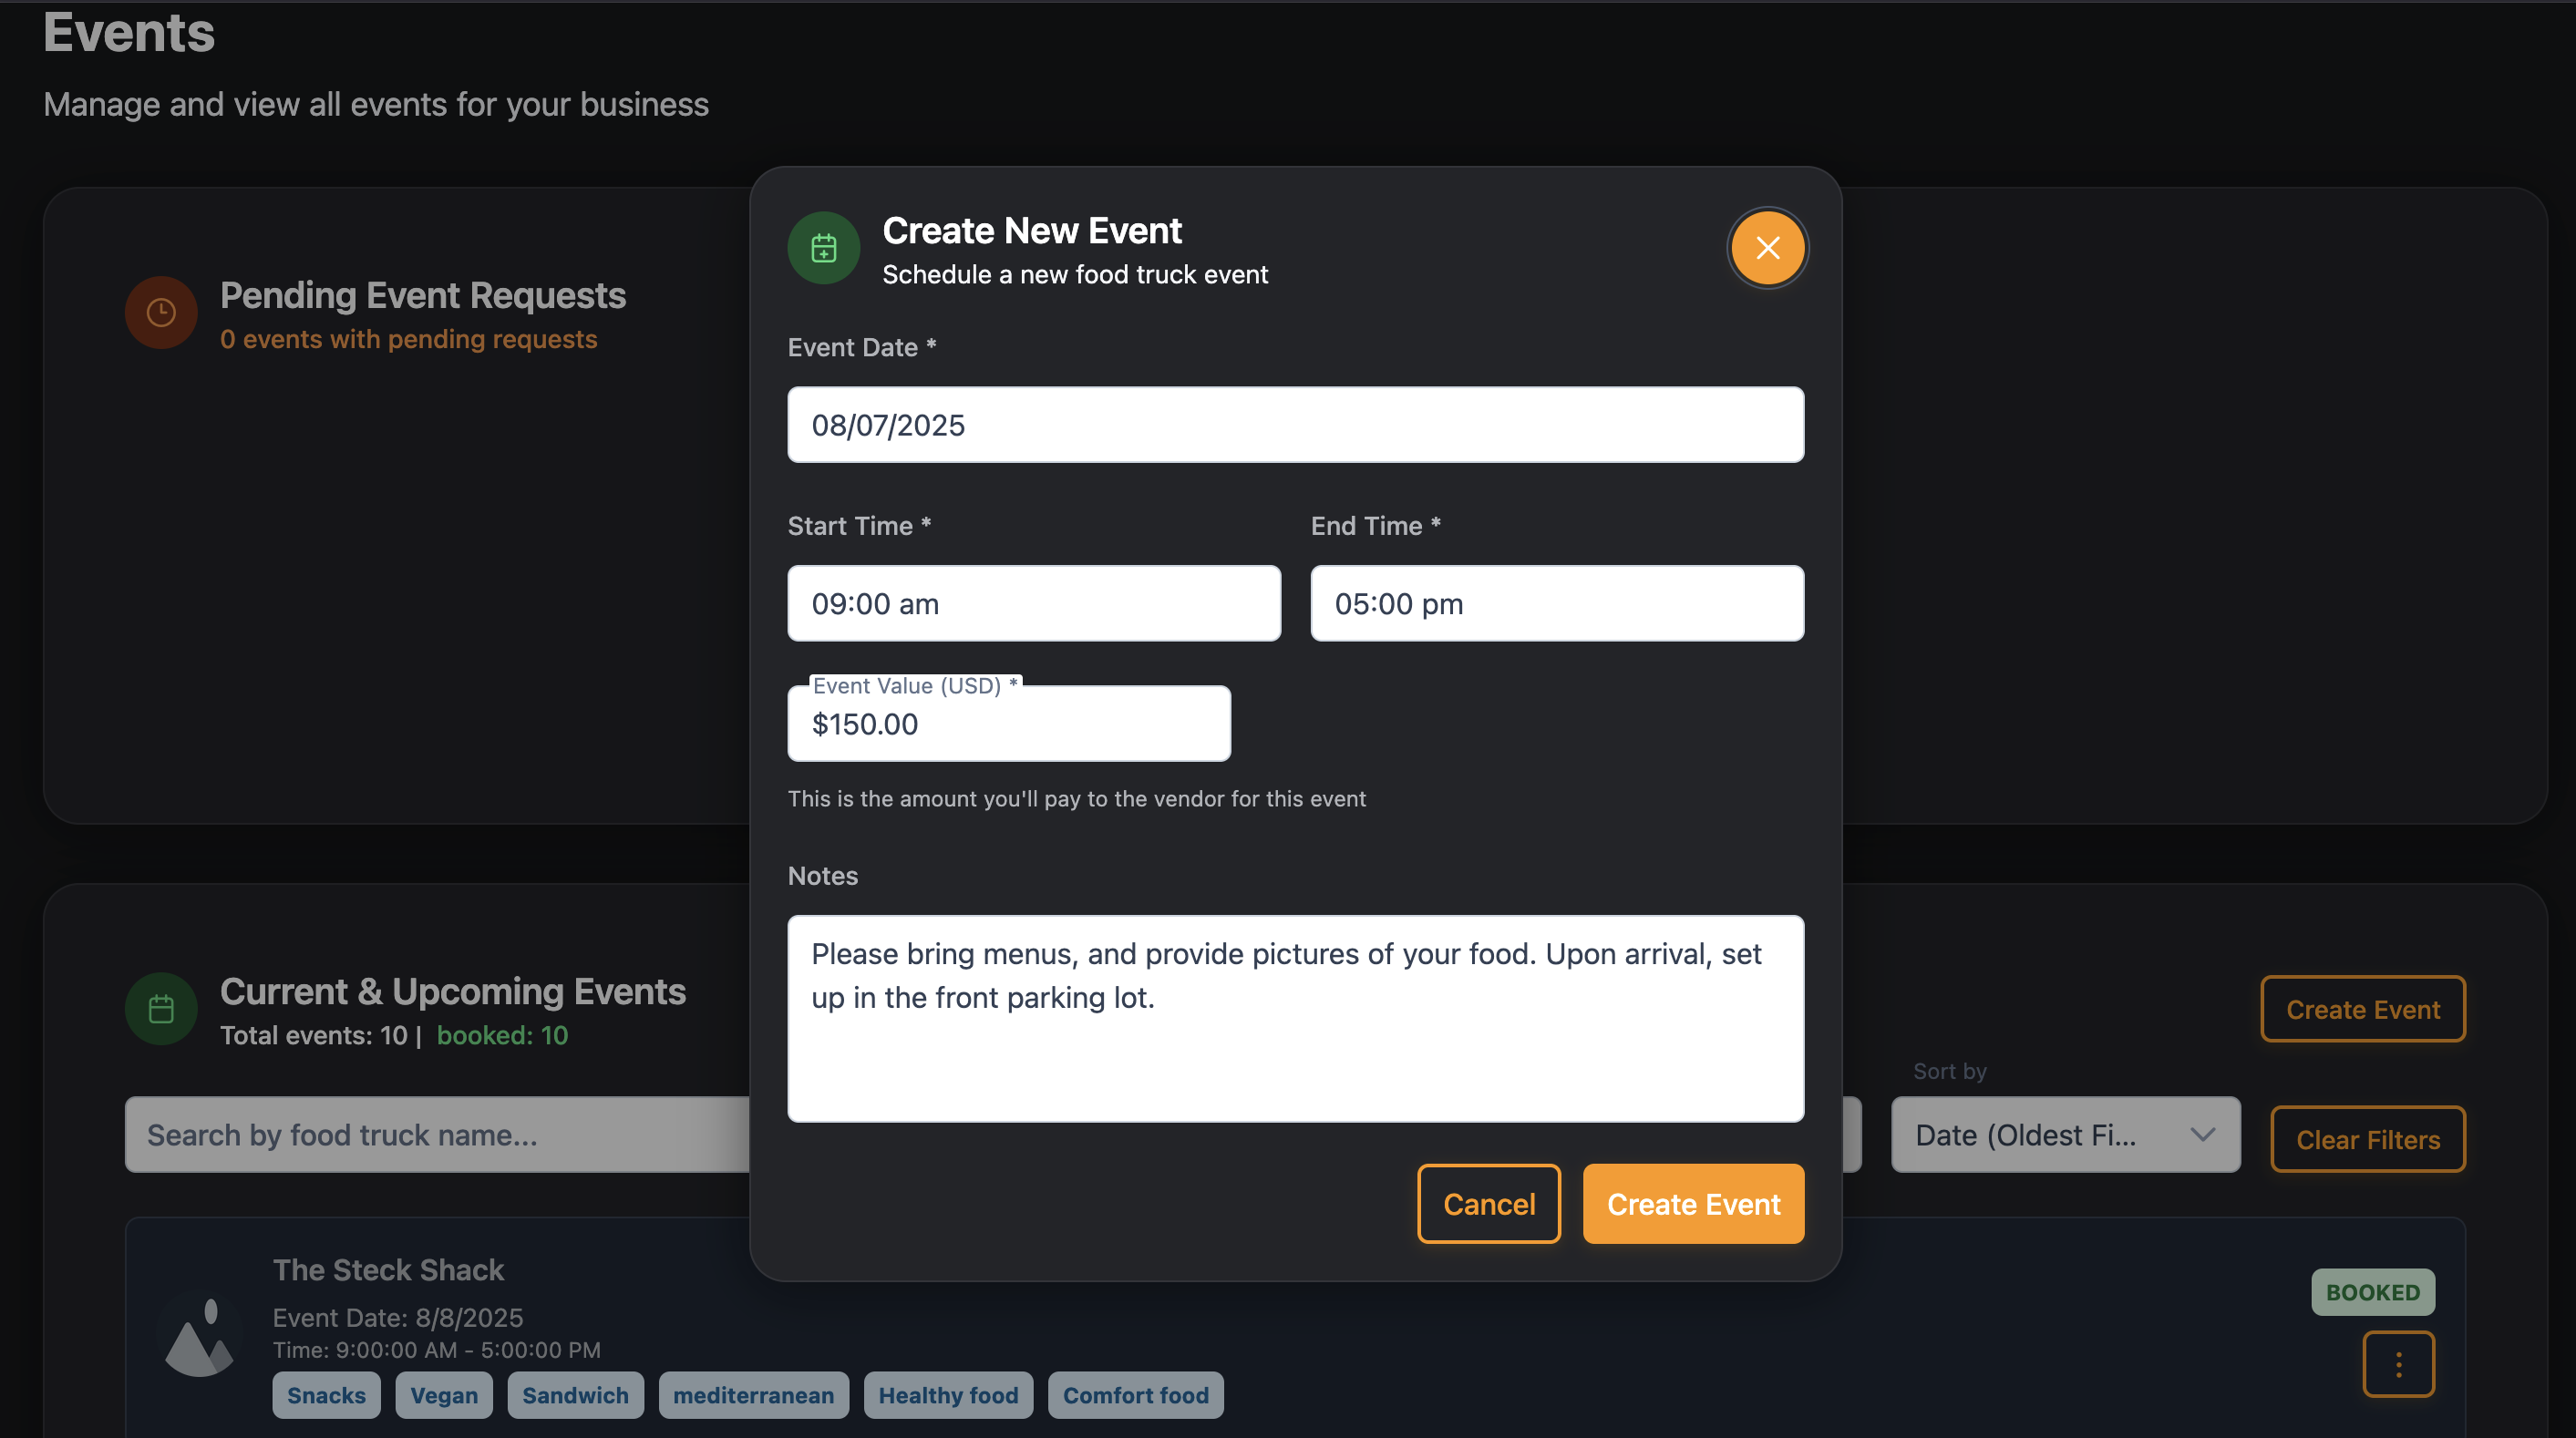 Events
Manage and view all events for your business
Pending Event Requests
0 events with pending requests
Create New Event
Schedule a new food truck event
Event Date *
08/07/2025
Start Time *
End Time *
09:00 am
05:00 pm
Event Value (USD) *
$150.00
This is the amount you'll pay to the vendor for this event
Notes
Please bring menus, and provide pictures of your food. Upon arrival, set
up in the front parking lot.
Cancel
Create Event
Current & Upcoming Events
Total events: 10 | booked: 10
Create Event
Sort by
Search by food truck name...
Date (Oldest Fi...
Clear Filters
The Steck Shack
Event Date: 8/8/2025
Time: 9:00:00 AM - 5:00:00 PM
BOOKED
Snacks
Vegan
Sandwich
mediterranean
Healthy food
Comfort food